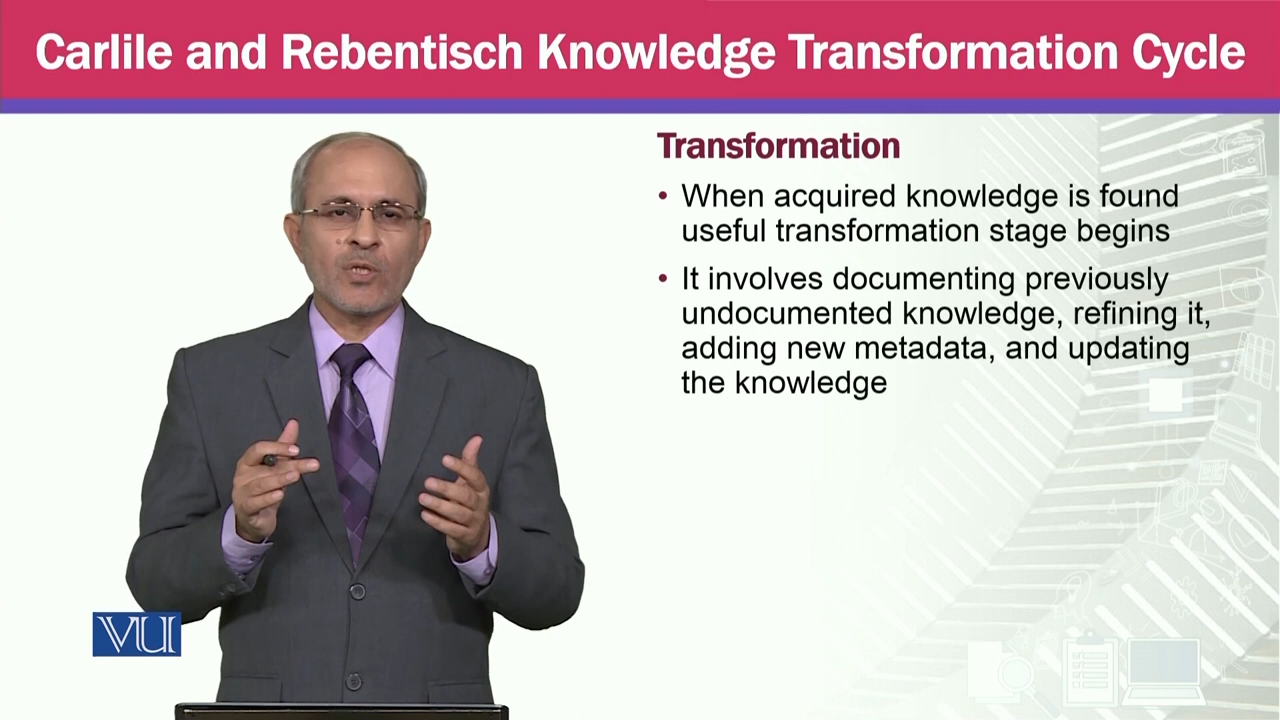 Carlile and Rebentisch Knowledge Transformation Cycle
Transformation
• When acquired knowledge is found
useful transformation stage begins
• It involves documenting previously
undocumented knowledge, refining it,
adding new metadata, and updating
the knowledge
VU